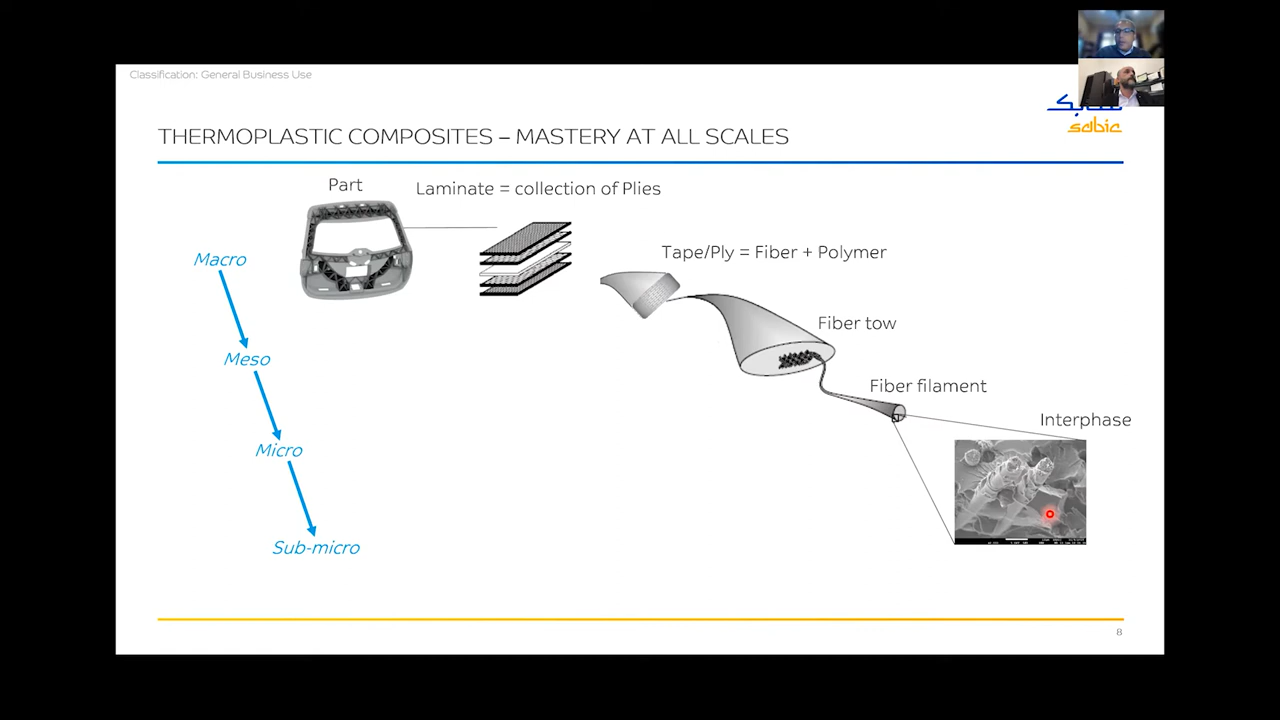 Classification: General Business Use
sabic
THERMOPLASTIC COMPOSITES – MASTERY AT ALL SCALES
Part
Laminate = collection of Plies
Tape/Ply = Fiber + Polymer
Macro
Fiber tow
Meso
Fiber filament
Interphase
Micro
Sub-micro
8